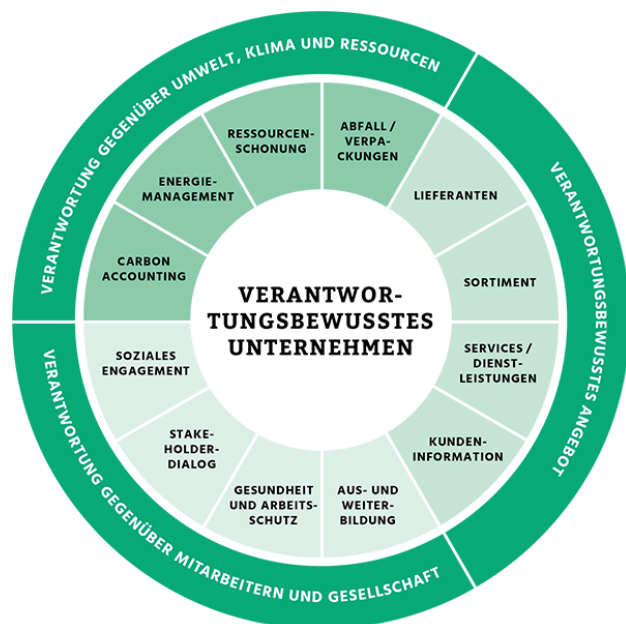 VERANTWORTUNG GEGENÜBER UMWELT, KLIMA UND RESSOURCEN
VERANTWORTUNGSBEWUSSTES ANGEBOT
VERANTWORTUNG GEGENÜBER MITARBEITERN UND GESELLSCHAFT
RESSOURCEN-
SCHONUNG
ABFALL /
VERPA-
CKUNGEN
ENERGIE-
MANAGEMENT
LIEFERANTEN
CARBON
ACCOUNTING
SORTIMENT
VERANTWOR-
TUNGSBEWUSSTES
UNTERNEHMEN
SOZIALES
ENGAGEMENT
SERVICES /
DIENST-
LEISTUNGEN
STAKE-
HOLDER-
DIALOG
KUNDEN-
INFORMATION
GESUNDHEIT
UND ARBEITS-
SCHUTZ
AUS- UND
WEITER-
BILDUNG